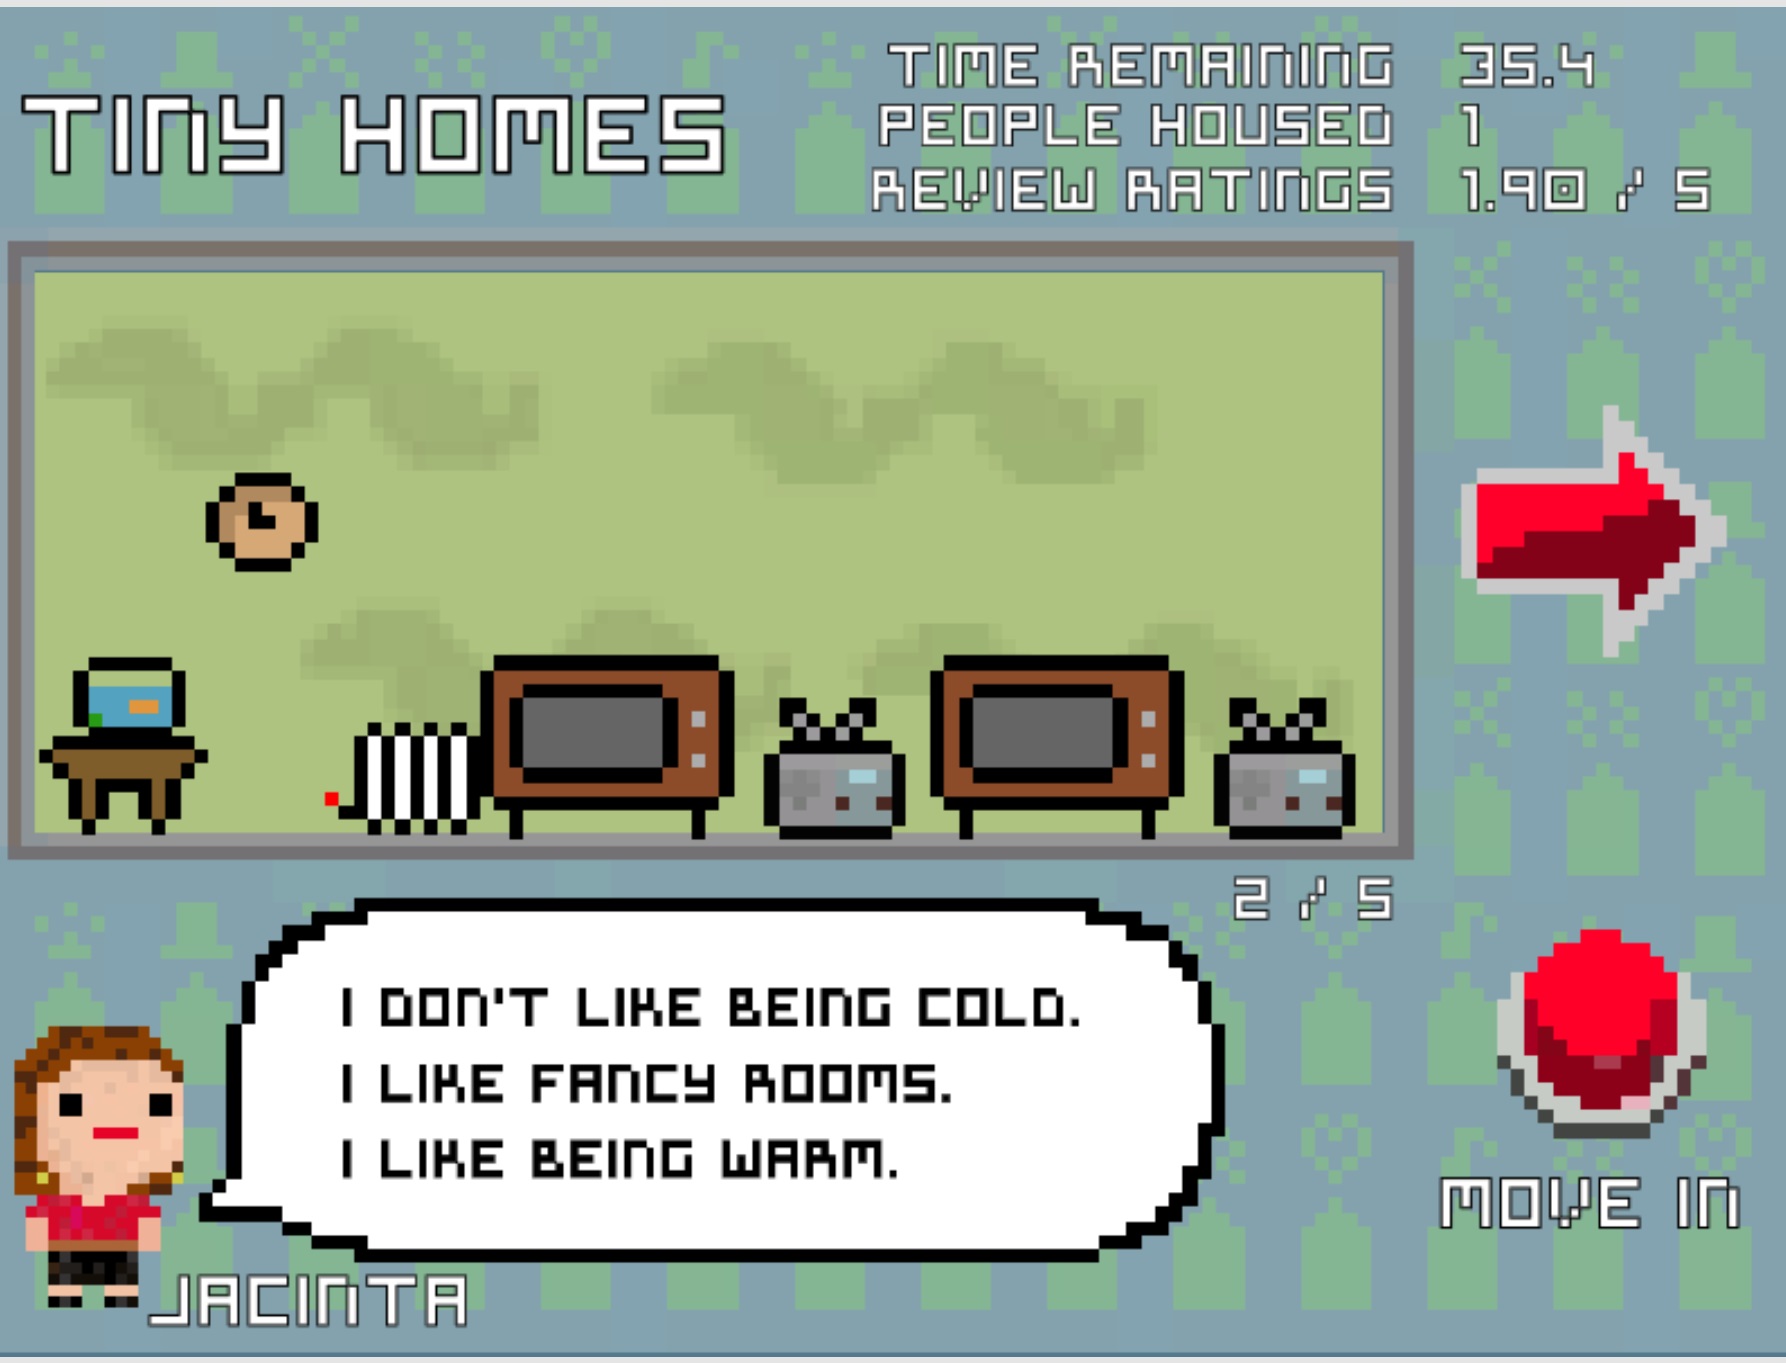 TINY HOMES
TIME REMAINING 35.4
PEOPLE HOUSED 1
REVIEW RATINGS 1.90 / 5
2 / 5
I DON'T LIKE BEING COLD.
I LIKE FANCY ROOMS.
I LIKE BEING WARM.
MOVE IN
JACINTA